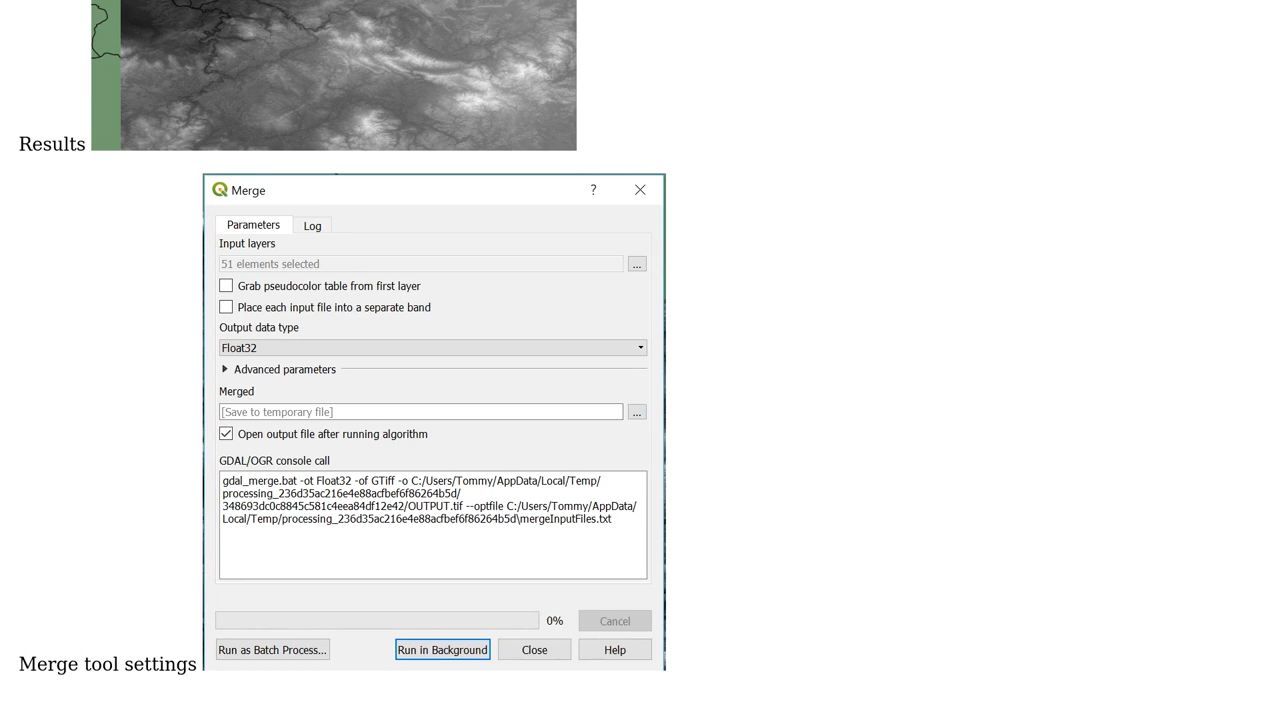 Results
Merge
?
Parameters
Log
Input layers
51 elements selected
...
Grab pseudocolor table from first layer
Place each input file into a separate band
Output data type
Float32
Advanced parameters
Merged
[Save to temporary file]
...
Open output file after running algorithm
GDAL/OGR console call
gdal_merge.bat -ot Float32 -of GTiff -o C:/Users/Tommy/AppData/Local/Temp/
processing_236d35ac216e4e88acfbef6f86264b5d/
348693dc0c8845c581c4eea84df12e42/OUTPUT.tif --optfile C:/Users/Tommy/AppData/
Local/Temp/processing_236d35ac216e4e88acfbef6f86264b5d\mergeInputFiles.txt
0%
Cancel
Run as Batch Process...
Run in Background
Close
Help
Merge tool settings